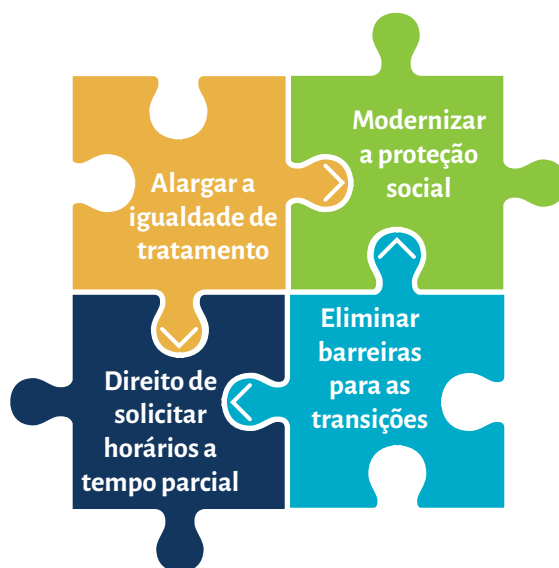 Alargar a
igualdade de
tratamento
Modernizar
a proteção
social
Direito de
solicitar
horários a
tempo parcial
Eliminar
barreiras
para as
transições